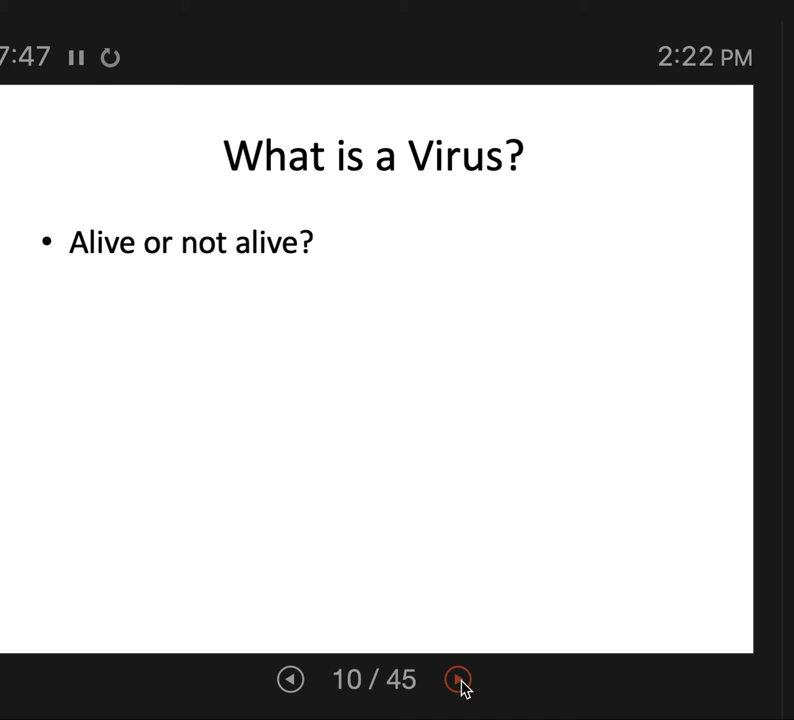 7:47
2:22 PM
What is a Virus?
• Alive or not alive?
10 / 45